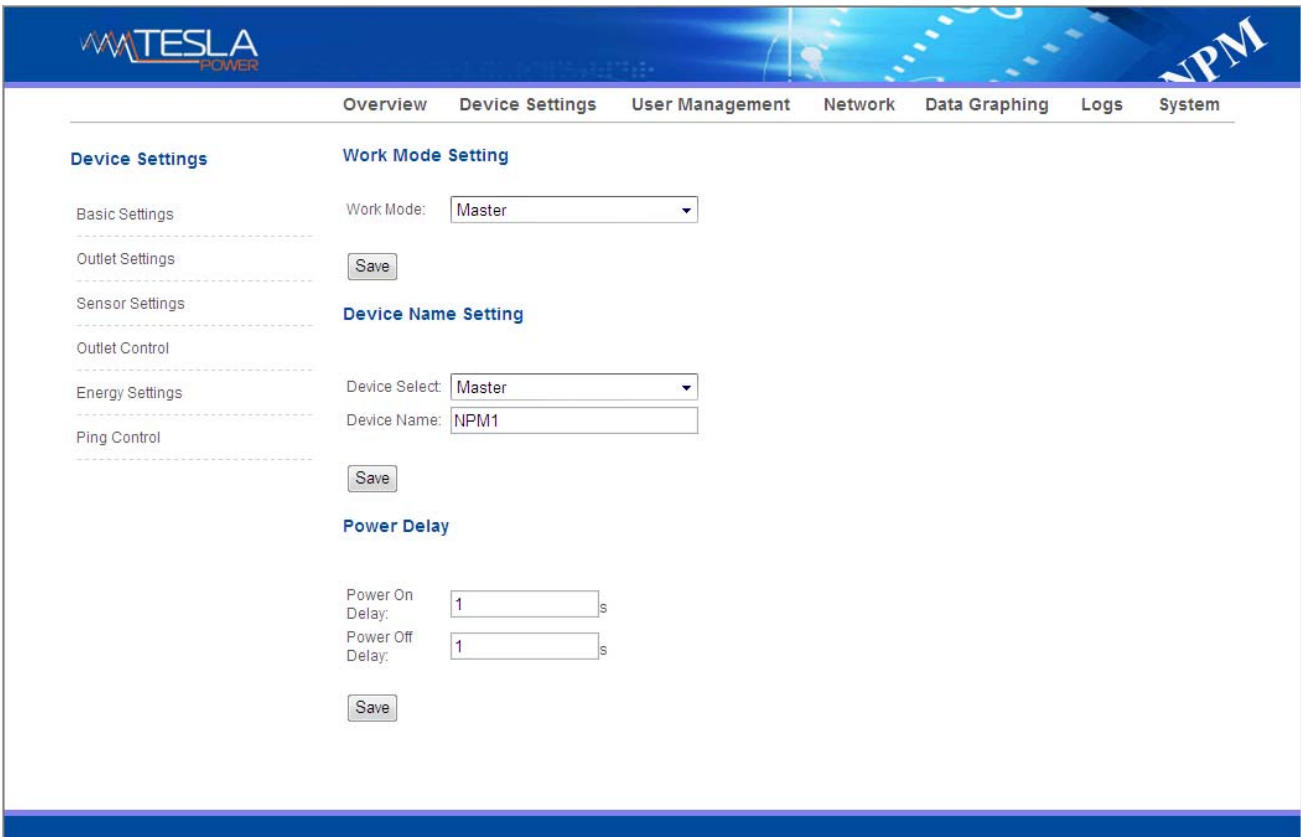 TESLA
POWER
NPM
Overview Device Settings User Management Network Data Graphing Logs System
Device Settings
Basic Settings
Outlet Settings
Sensor Settings
Outlet Control
Energy Settings
Ping Control
Work Mode Setting
Work Mode: Master
Save
Device Name Setting
Device Select: Master
Device Name: NPM1
Save
Power Delay
Power On
Delay: 1 s
Power Off
Delay: 1 s
Save